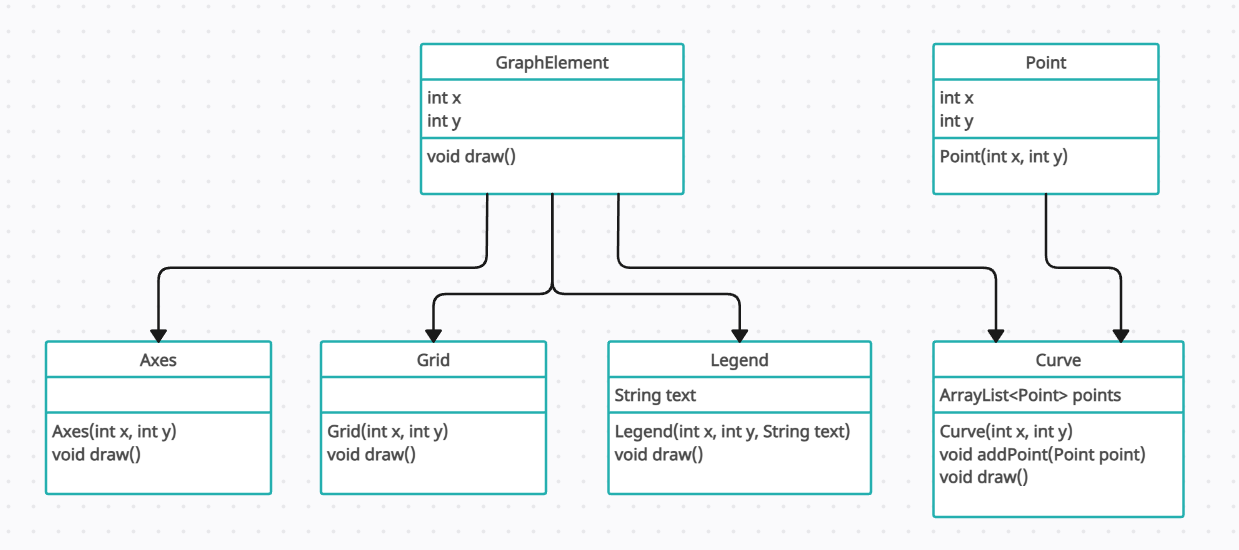 GraphElement
int x
int y
void draw()
Point
int x
int y
Point(int x, int y)
Axes
Axes(int x, int y)
void draw()
Grid
Grid(int x, int y)
void draw()
Legend
String text
Legend(int x, int y, String text)
void draw()
Curve
ArrayList<Point> points
Curve(int x, int y)
void addPoint(Point point)
void draw()